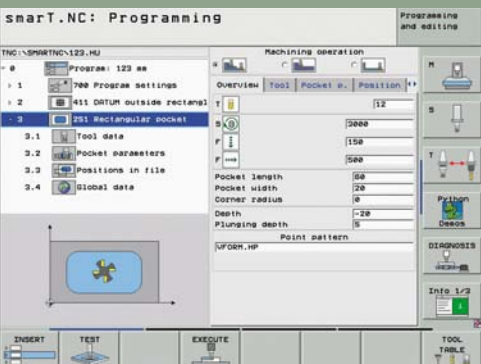 smarT.NC: Programming
Programming and editing
TNC:\SMARTNC\123.HU
0 Program: 123 mm
1 700 Program settings
2 411 DATUM outside rectangl
3 251 Rectangular pocket
3.1 Tool data
3.2 Pocket parameters
3.3 Positions in file
3.4 Global data
Machining operation
Overview Tool Pocket p. Position
T 12
S 3000
F 150
F 500
Pocket length 60
Pocket width 20
Corner radius 0
Depth -20
Plunging depth 5
Point pattern
VFORM.HP
M
S
T
Python
Demos
DIAGNOSIS
Info 1/3
INSERT
TEST
EXECUTE
TOOL
TABLE